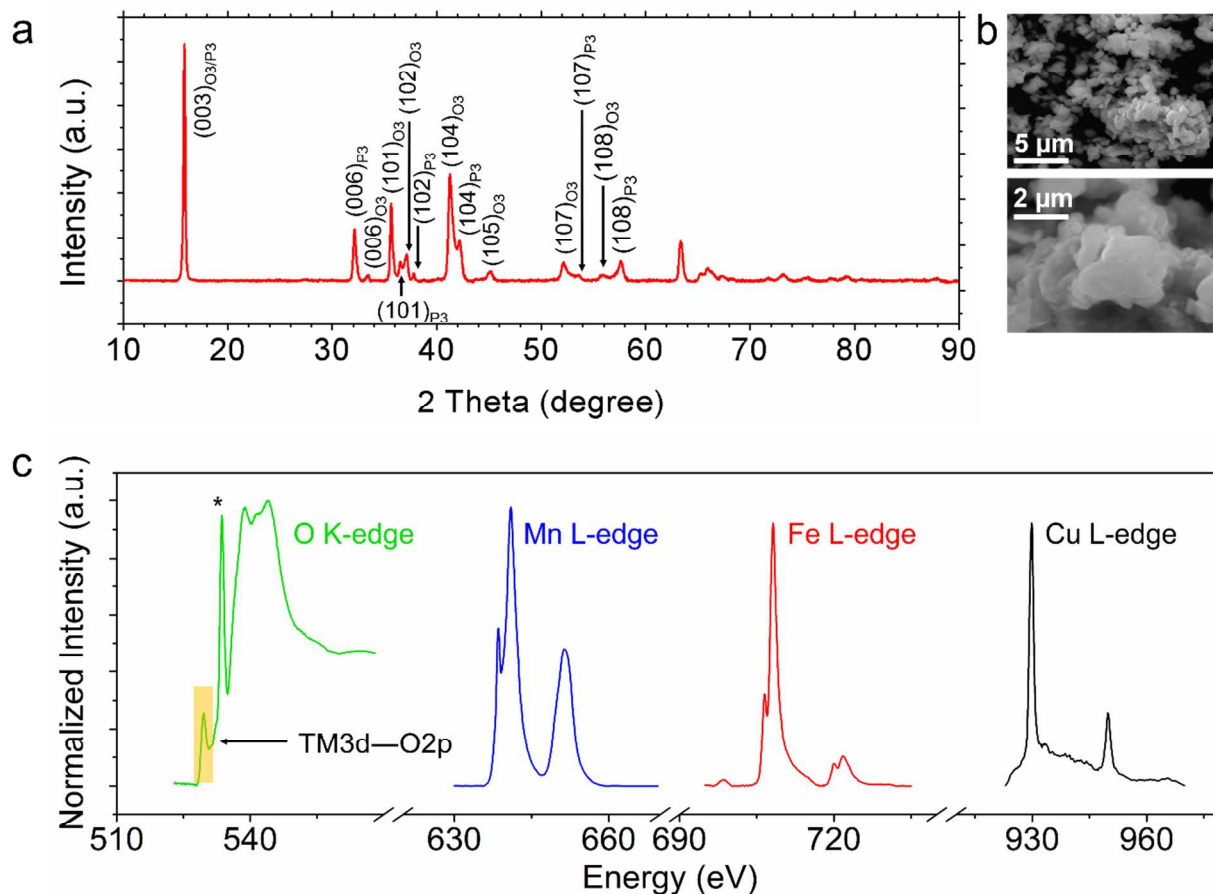 a
b
Intensity (a.u.)
(003)O3/P3
(006)P3
(006)O3
(101)O3
(102)O3
(102)P3
(104)O3
(104)P3
(105)O3
(107)O3
(107)P3
(108)O3
(108)P3
(101)P3
10 20 30 40 50 60 70 80 90
2 Theta (degree)
5 µm
2 µm
c
Normalized Intensity (a.u.)
*
O K-edge
Mn L-edge
Fe L-edge
Cu L-edge
TM3d—O2p
510 540 630 660 690 720 930 960
Energy (eV)